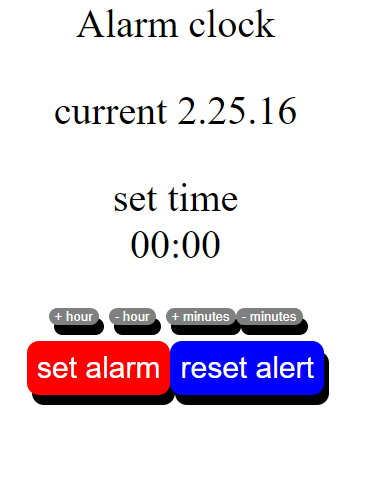 Alarm clock
current 2.25.16
set time
00:00
+ hour - hour + minutes - minutes
set alarm reset alert